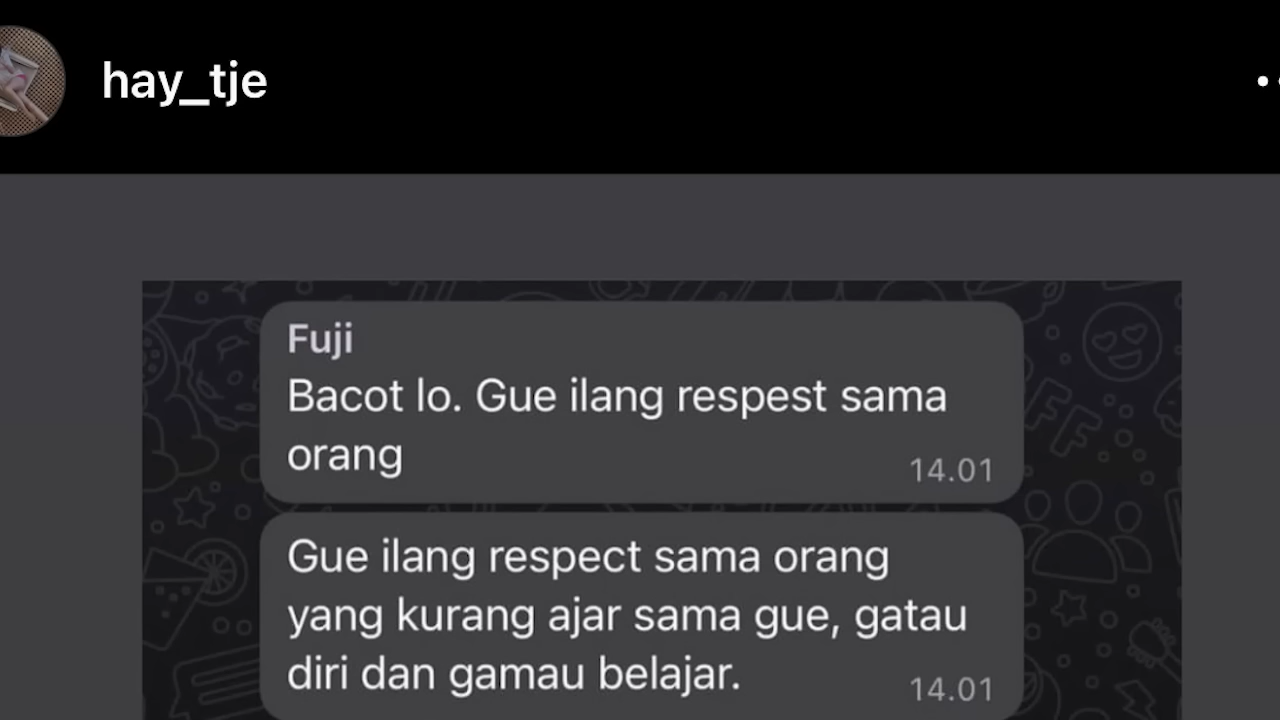 hay_tje
Fuji
Bacot lo. Gue ilang respest sama
orang
14.01
Gue ilang respect sama orang
yang kurang ajar sama gue, gatau
diri dan gamau belajar.
14.01